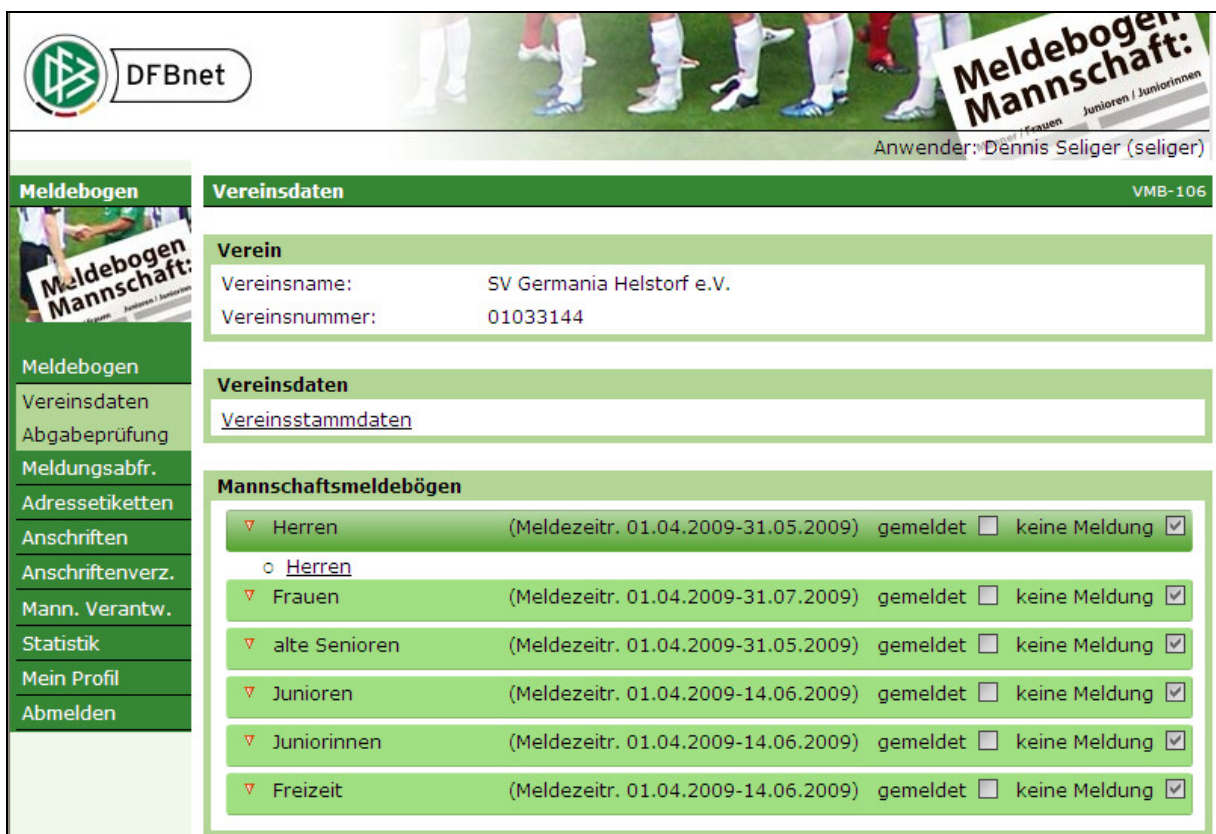 DFBnet
Meldebogen
Mannschaft:
Männer / Frauen Junioren / Juniorinnen
Anwender: Dennis Seliger (seliger)
Meldebogen
Meldebogen
Mannschaft:
Junioren / Juniorinnen
Meldebogen
Vereinsdaten
Abgabeprüfung
Meldungsabfr.
Adressetiketten
Anschriften
Anschriftenverz.
Mann. Verantw.
Statistik
Mein Profil
Abmelden
Vereinsdaten VMB-106
Verein
Vereinsname: SV Germania Helstorf e.V.
Vereinsnummer: 01033144
Vereinsdaten
Vereinsstammdaten
Mannschaftsmeldebögen
Herren (Meldezeitr. 01.04.2009-31.05.2009) gemeldet keine Meldung
Herren
Frauen (Meldezeitr. 01.04.2009-31.07.2009) gemeldet keine Meldung
alte Senioren (Meldezeitr. 01.04.2009-31.05.2009) gemeldet keine Meldung
Junioren (Meldezeitr. 01.04.2009-14.06.2009) gemeldet keine Meldung
Juniorinnen (Meldezeitr. 01.04.2009-14.06.2009) gemeldet keine Meldung
Freizeit (Meldezeitr. 01.04.2009-14.06.2009) gemeldet keine Meldung